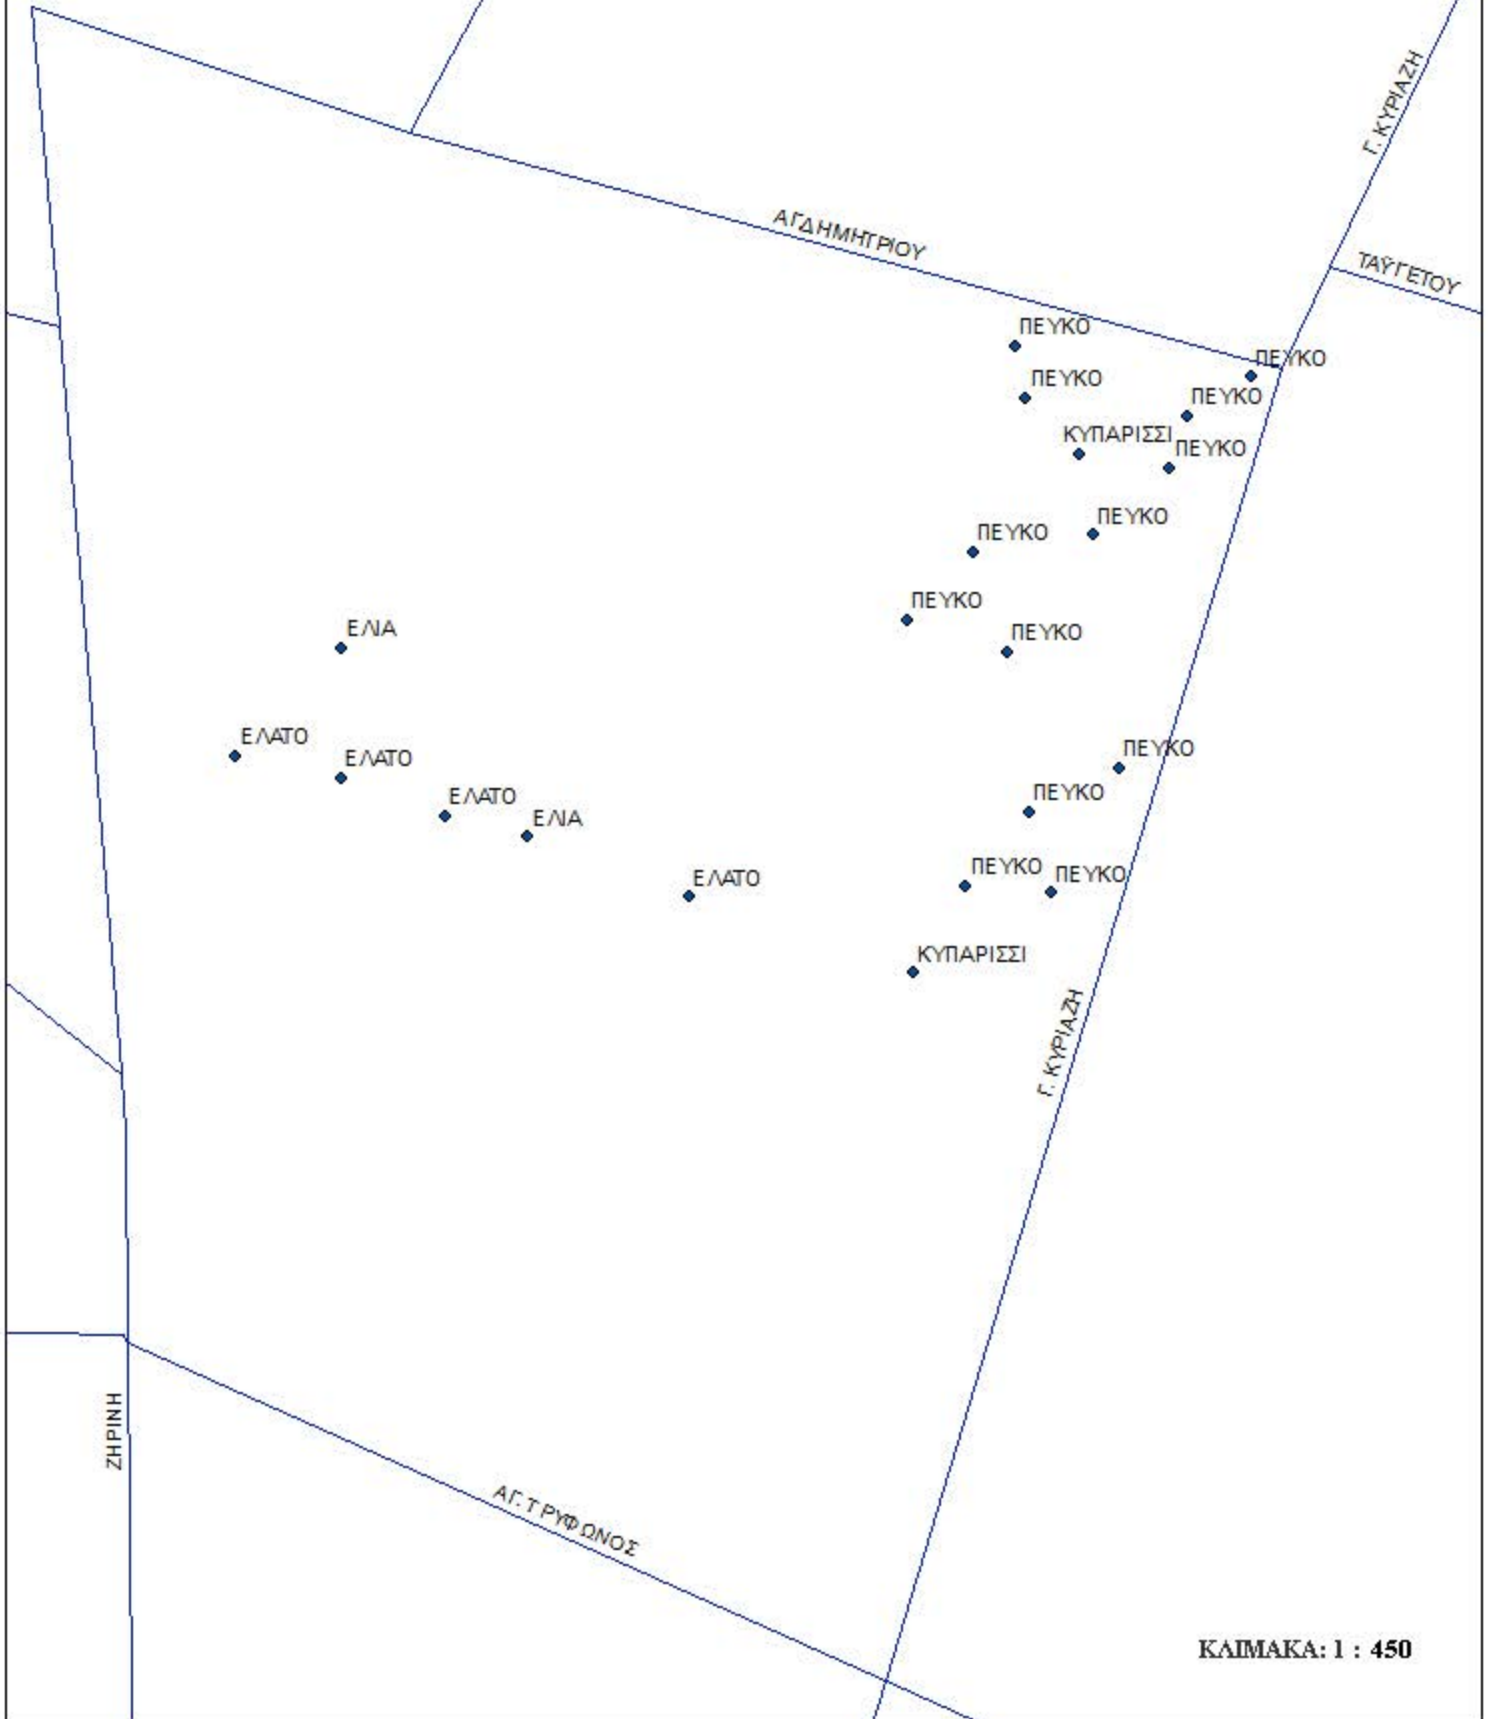 Γ. ΚΥΡΙΑΖΗ
ΑΓ.ΔΗΜΗΤΡΙΟΥ
ΤΑΫΓΕΤΟΥ
ΠΕΥΚΟ
ΠΕΥΚΟ
ΠΕΥΚΟ
ΠΕΥΚΟ
ΚΥΠΑΡΙΣΣΙ
ΠΕΥΚΟ
ΠΕΥΚΟ
ΠΕΥΚΟ
ΠΕΥΚΟ
ΕΛΙΑ
ΠΕΥΚΟ
ΕΛΑΤΟ
ΠΕΥΚΟ
ΕΛΑΤΟ
ΠΕΥΚΟ
ΕΛΑΤΟ
ΕΛΙΑ
ΠΕΥΚΟ
ΠΕΥΚΟ
ΕΛΑΤΟ
ΚΥΠΑΡΙΣΣΙ
Γ. ΚΥΡΙΑΖΗ
ΖΗΡΙΝΗ
ΑΓ. ΤΡΥΦΩΝΟΣ
ΚΛΙΜΑΚΑ: 1 : 450